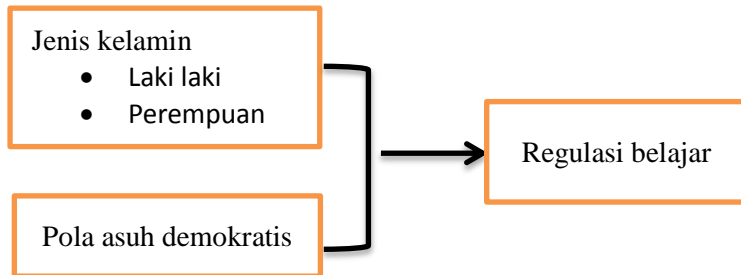 Jenis kelamin
• Laki laki
• Perempuan
Regulasi belajar
Pola asuh demokratis